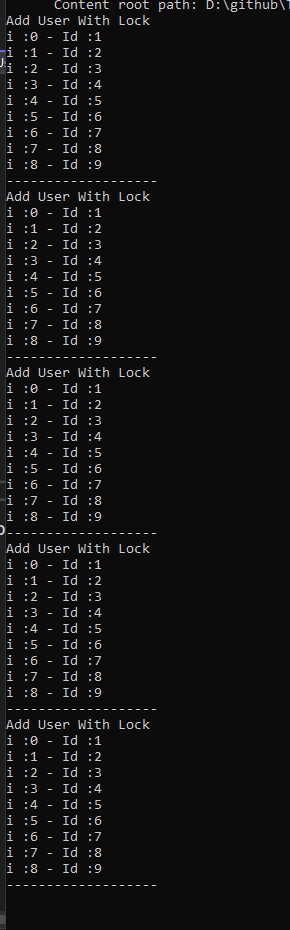 Content root path: D:\github\
Add User With Lock
i :0 - Id :1
i :1 - Id :2
i :2 - Id :3
i :3 - Id :4
i :4 - Id :5
i :5 - Id :6
i :6 - Id :7
i :7 - Id :8
i :8 - Id :9
-------------------
Add User With Lock
i :0 - Id :1
i :1 - Id :2
i :2 - Id :3
i :3 - Id :4
i :4 - Id :5
i :5 - Id :6
i :6 - Id :7
i :7 - Id :8
i :8 - Id :9
-------------------
Add User With Lock
i :0 - Id :1
i :1 - Id :2
i :2 - Id :3
i :3 - Id :4
i :4 - Id :5
i :5 - Id :6
i :6 - Id :7
i :7 - Id :8
i :8 - Id :9
-------------------
Add User With Lock
i :0 - Id :1
i :1 - Id :2
i :2 - Id :3
i :3 - Id :4
i :4 - Id :5
i :5 - Id :6
i :6 - Id :7
i :7 - Id :8
i :8 - Id :9
-------------------
Add User With Lock
i :0 - Id :1
i :1 - Id :2
i :2 - Id :3
i :3 - Id :4
i :4 - Id :5
i :5 - Id :6
i :6 - Id :7
i :7 - Id :8
i :8 - Id :9
-------------------